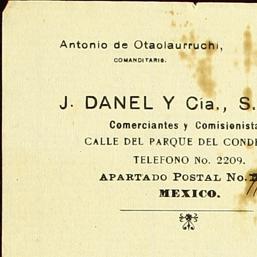 Antonio de Otaolaurruchi,
COMANDITARIO.
J. DANEL Y Cía., S.
Comerciantes y Comisionista
CALLE DEL PARQUE DEL CONDE
TELEFONO No. 2209.
APARTADO POSTAL No.
MEXICO.